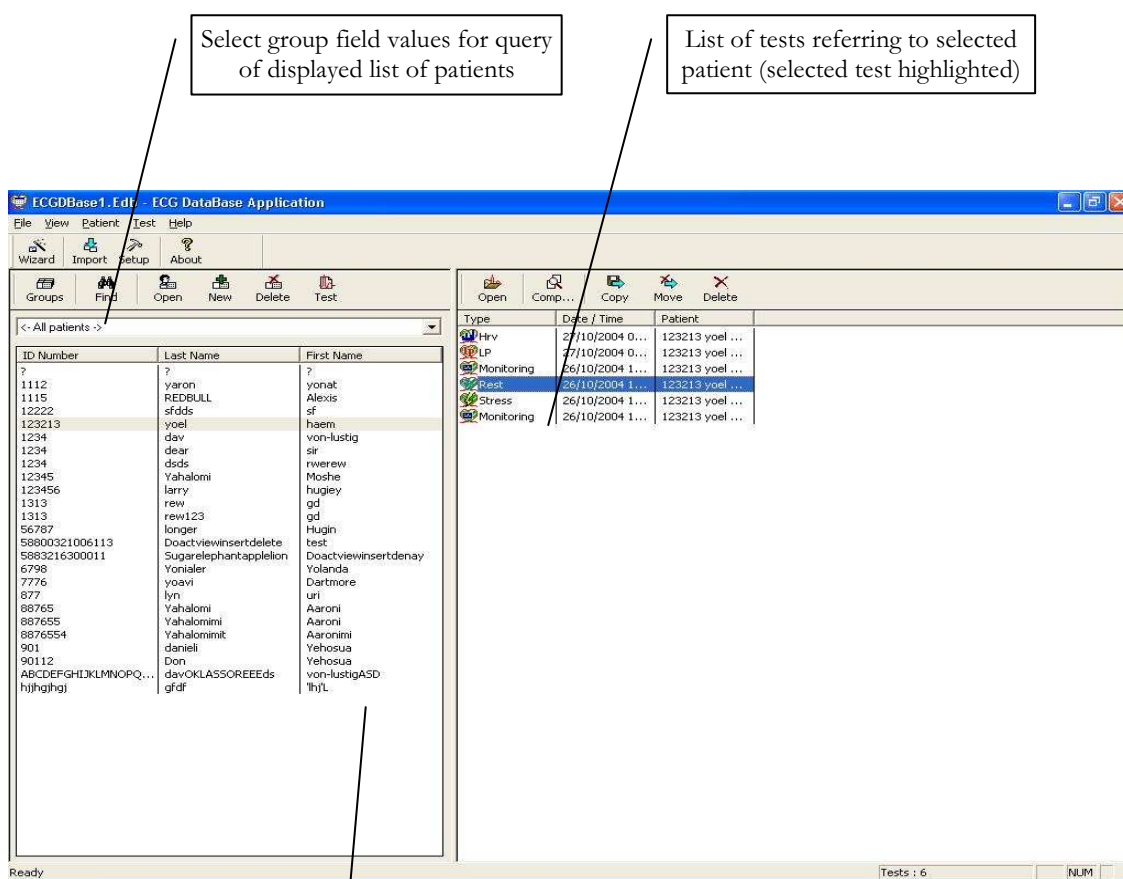 Select group field values for query
of displayed list of patients
List of tests referring to selected
patient (selected test highlighted)
ECGDBase1.Edb - ECG DataBase Application
File View Patient Test Help
Wizard Import Setup About
Groups Find Open New Delete Test
Open Comp... Copy Move Delete
<- All patients ->
Type Date / Time Patient
Hrv 27/10/2004 0... 123213 yoel ...
LP 27/10/2004 0... 123213 yoel ...
Monitoring 26/10/2004 1... 123213 yoel ...
Rest 26/10/2004 1... 123213 yoel ...
Stress 26/10/2004 1... 123213 yoel ...
Monitoring 26/10/2004 1... 123213 yoel ...
ID Number Last Name First Name
? ? ?
1112 yaron yonat
1115 REDBULL Alexis
12222 sfdds sf
123213 yoel haem
1234 dav von-lustig
1234 dear sir
1234 dsds rwerew
12345 Yahalomi Moshe
123456 larry hugiey
1313 rew gd
1313 rew123 gd
56787 longer Hugin
58800321006113 Doactviewinsertdelete test
5883216300011 Sugarelephantapplelion Doactviewinsertdenay
6798 Yonialer Yolanda
7776 yoavi Dartmore
877 lyn uri
88765 Yahalomi Aaroni
887655 Yahalomimi Aaroni
8876554 Yahalomimit Aaronimi
901 danieli Yehosua
90112 Don Yehosua
ABCDEFGHIJKLMNOPQ... davOKLASSOREEEds von-lustigASD
hjjhgjhgj gfdf 'lhj'L
Ready Tests : 6 NUM